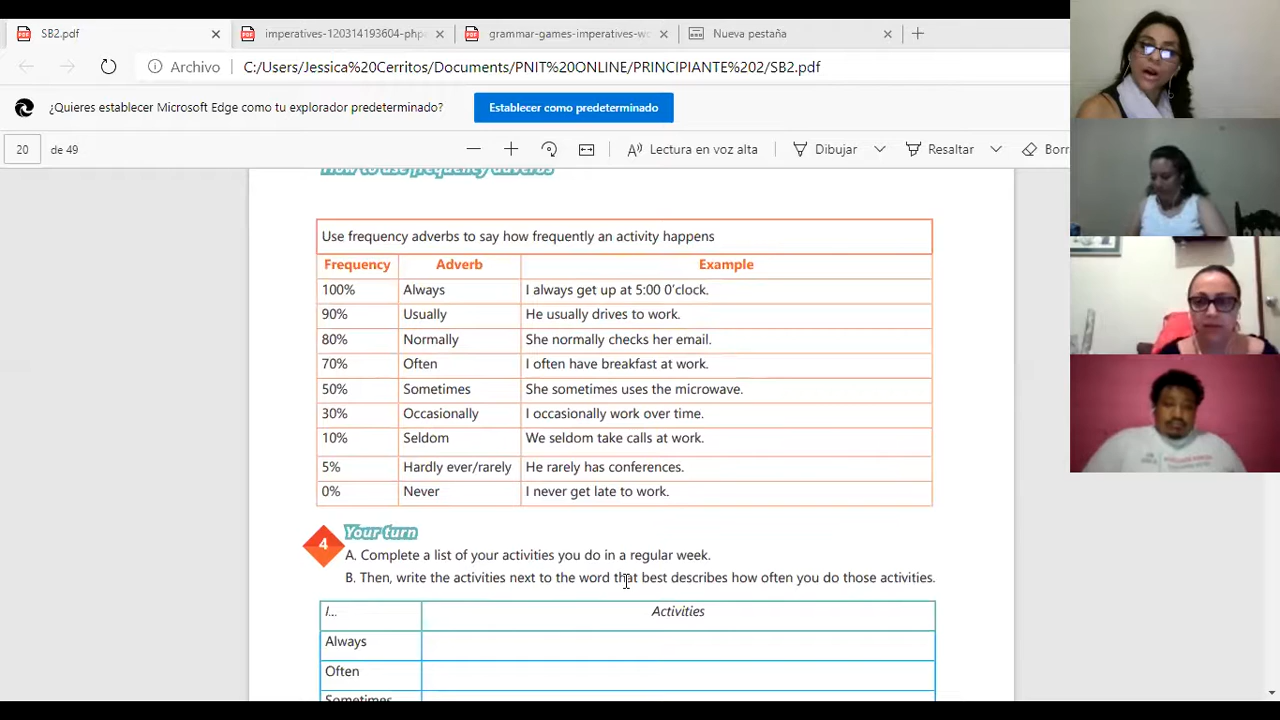 SB2.pdf
imperatives-120314193604-php
grammar-games-imperatives-wo
Nueva pestaña
Archivo
C:/Users/Jessica%20Cerritos/Documents/PNIT%20ONLINE/PRINCIPIANTE%202/SB2.pdf
¿Quieres establecer Microsoft Edge como tu explorador predeterminado?
Establecer como predeterminado
20 de 49
Lectura en voz alta
Dibujar
Resaltar
Borr
How to use frequency adverbs
Use frequency adverbs to say how frequently an activity happens
Frequency Adverb Example
100% Always I always get up at 5:00 0'clock.
90% Usually He usually drives to work.
80% Normally She normally checks her email.
70% Often I often have breakfast at work.
50% Sometimes She sometimes uses the microwave.
30% Occasionally I occasionally work over time.
10% Seldom We seldom take calls at work.
5% Hardly ever/rarely He rarely has conferences.
0% Never I never get late to work.
4 Your turn
A. Complete a list of your activities you do in a regular week.
B. Then, write the activities next to the word that best describes how often you do those activities.
I... Activities
Always
Often
Sometimes